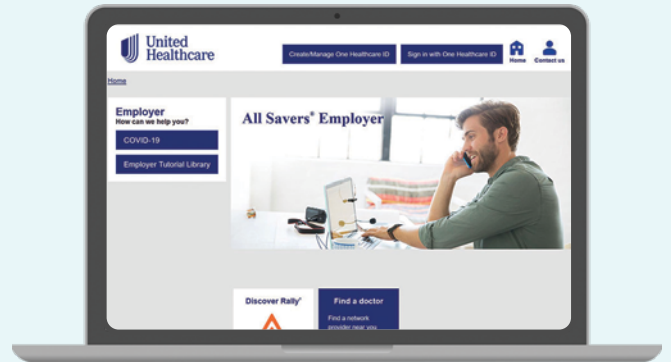 United
Healthcare
Create/Manage One Healthcare ID
Sign in with One Healthcare ID
Home
Contact us
Home
Employer
How can we help you?
COVID-19
Employer Tutorial Library
All Savers® Employer
Discover Rally®
Find a doctor
Find a network
provider near you